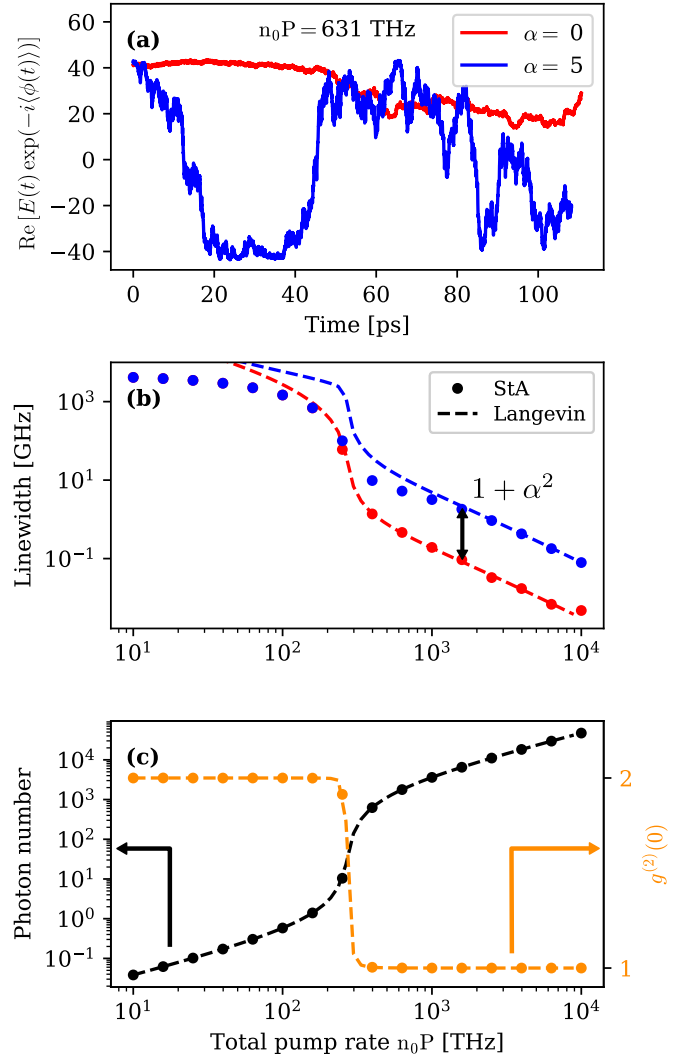 (a)
n₀P = 631 THz
α = 0
α = 5
Re [E(t) exp(−i⟨ϕ(t)⟩)]
60
40
20
0
−20
−40
0 20 40 60 80 100
Time [ps]
(b)
StA
Langevin
1 + α²
Linewidth [GHz]
10³
10¹
10⁻¹
10¹ 10² 10³ 10⁴
(c)
Photon number
10⁴
10³
10²
10¹
10⁰
10⁻¹
2
1
g⁽²⁾(0)
10¹ 10² 10³ 10⁴
Total pump rate n₀P [THz]